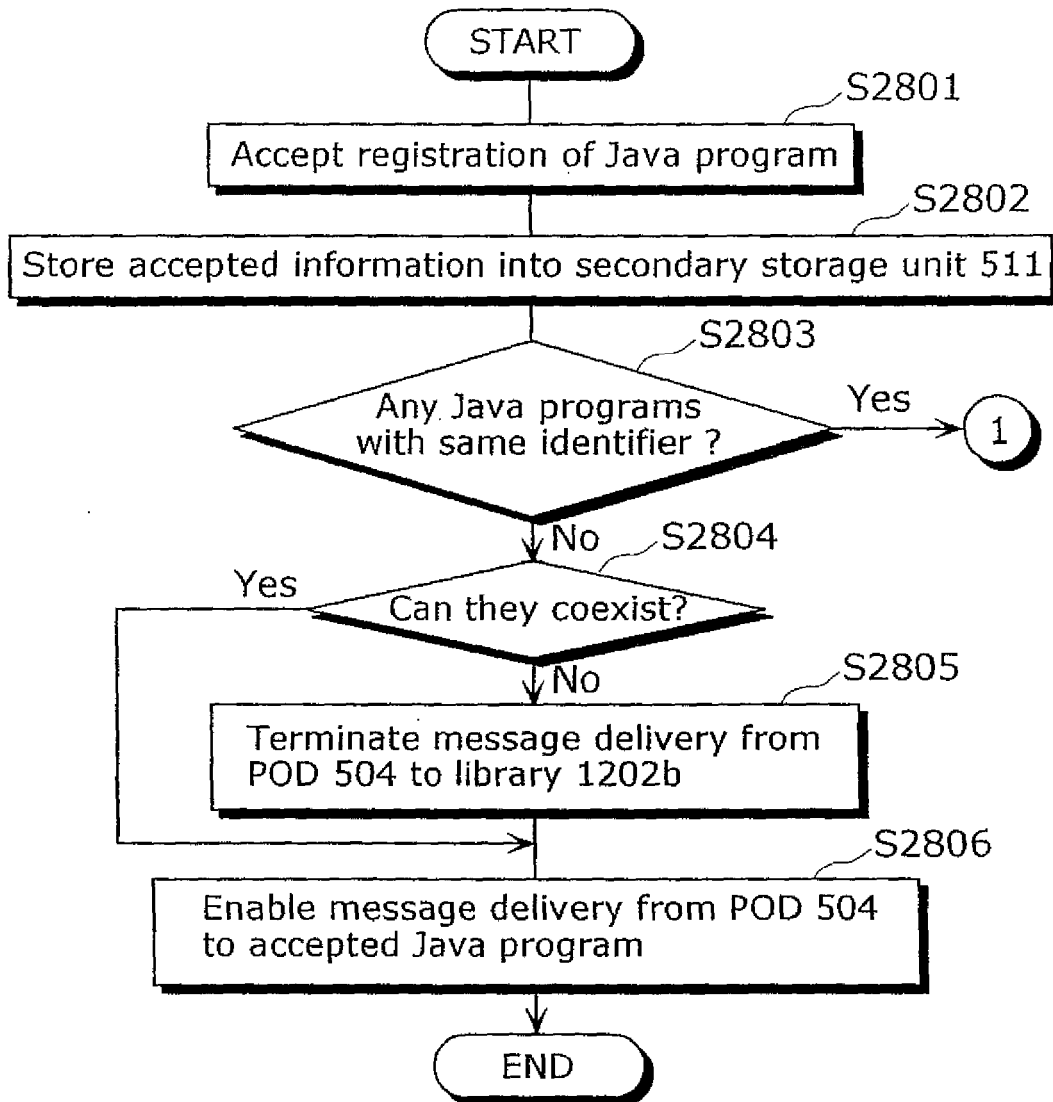 START
S2801
Accept registration of Java program
S2802
Store accepted information into secondary storage unit 511
S2803
Any Java programs
with same identifier ?
Yes
1
No
S2804
Yes
Can they coexist?
No
S2805
Terminate message delivery from
POD 504 to library 1202b
S2806
Enable message delivery from POD 504
to accepted Java program
END